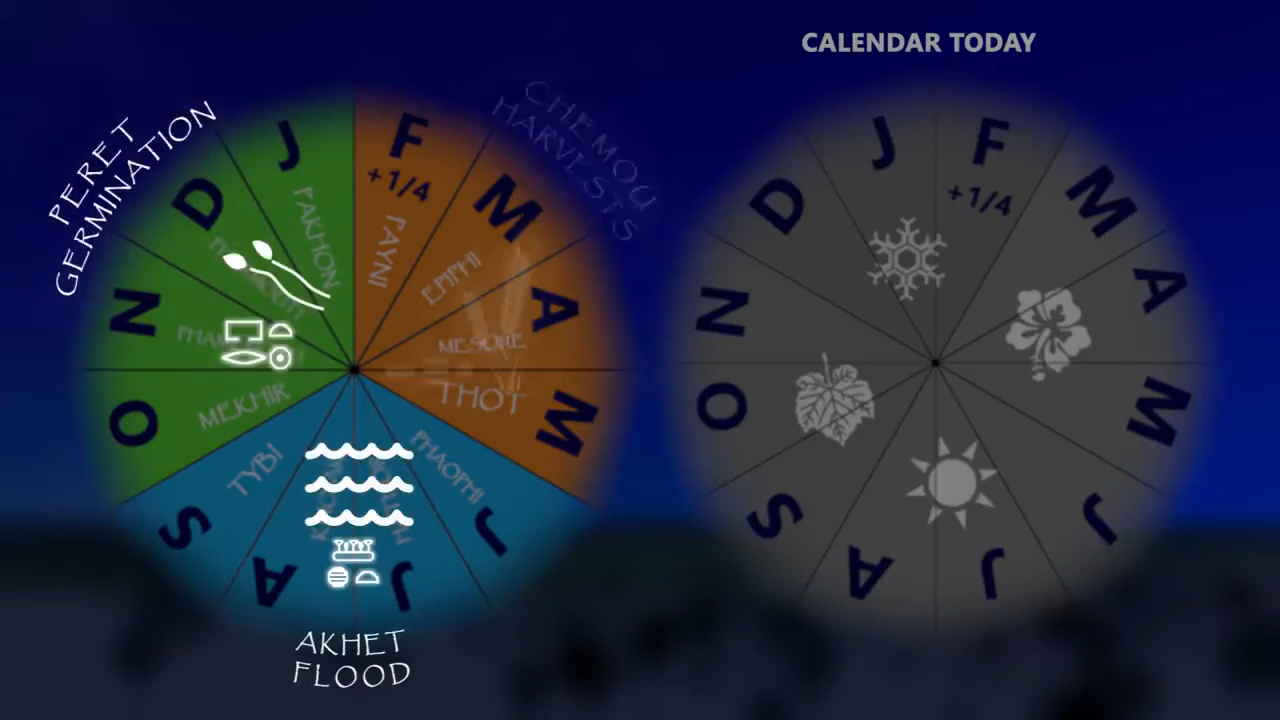 CALENDAR TODAY
PERET
GERMINATION
CHEMOU
HARVESTS
J
F
+1/4
M
A
M
J
J
A
S
O
N
D
PAKHON
PAYNI
EPIPHI
MESORE
THOT
PHAOPHI
TYBI
MEKHIR
AKHET
FLOOD
J
F
+1/4
M
A
M
J
J
A
S
O
N
D